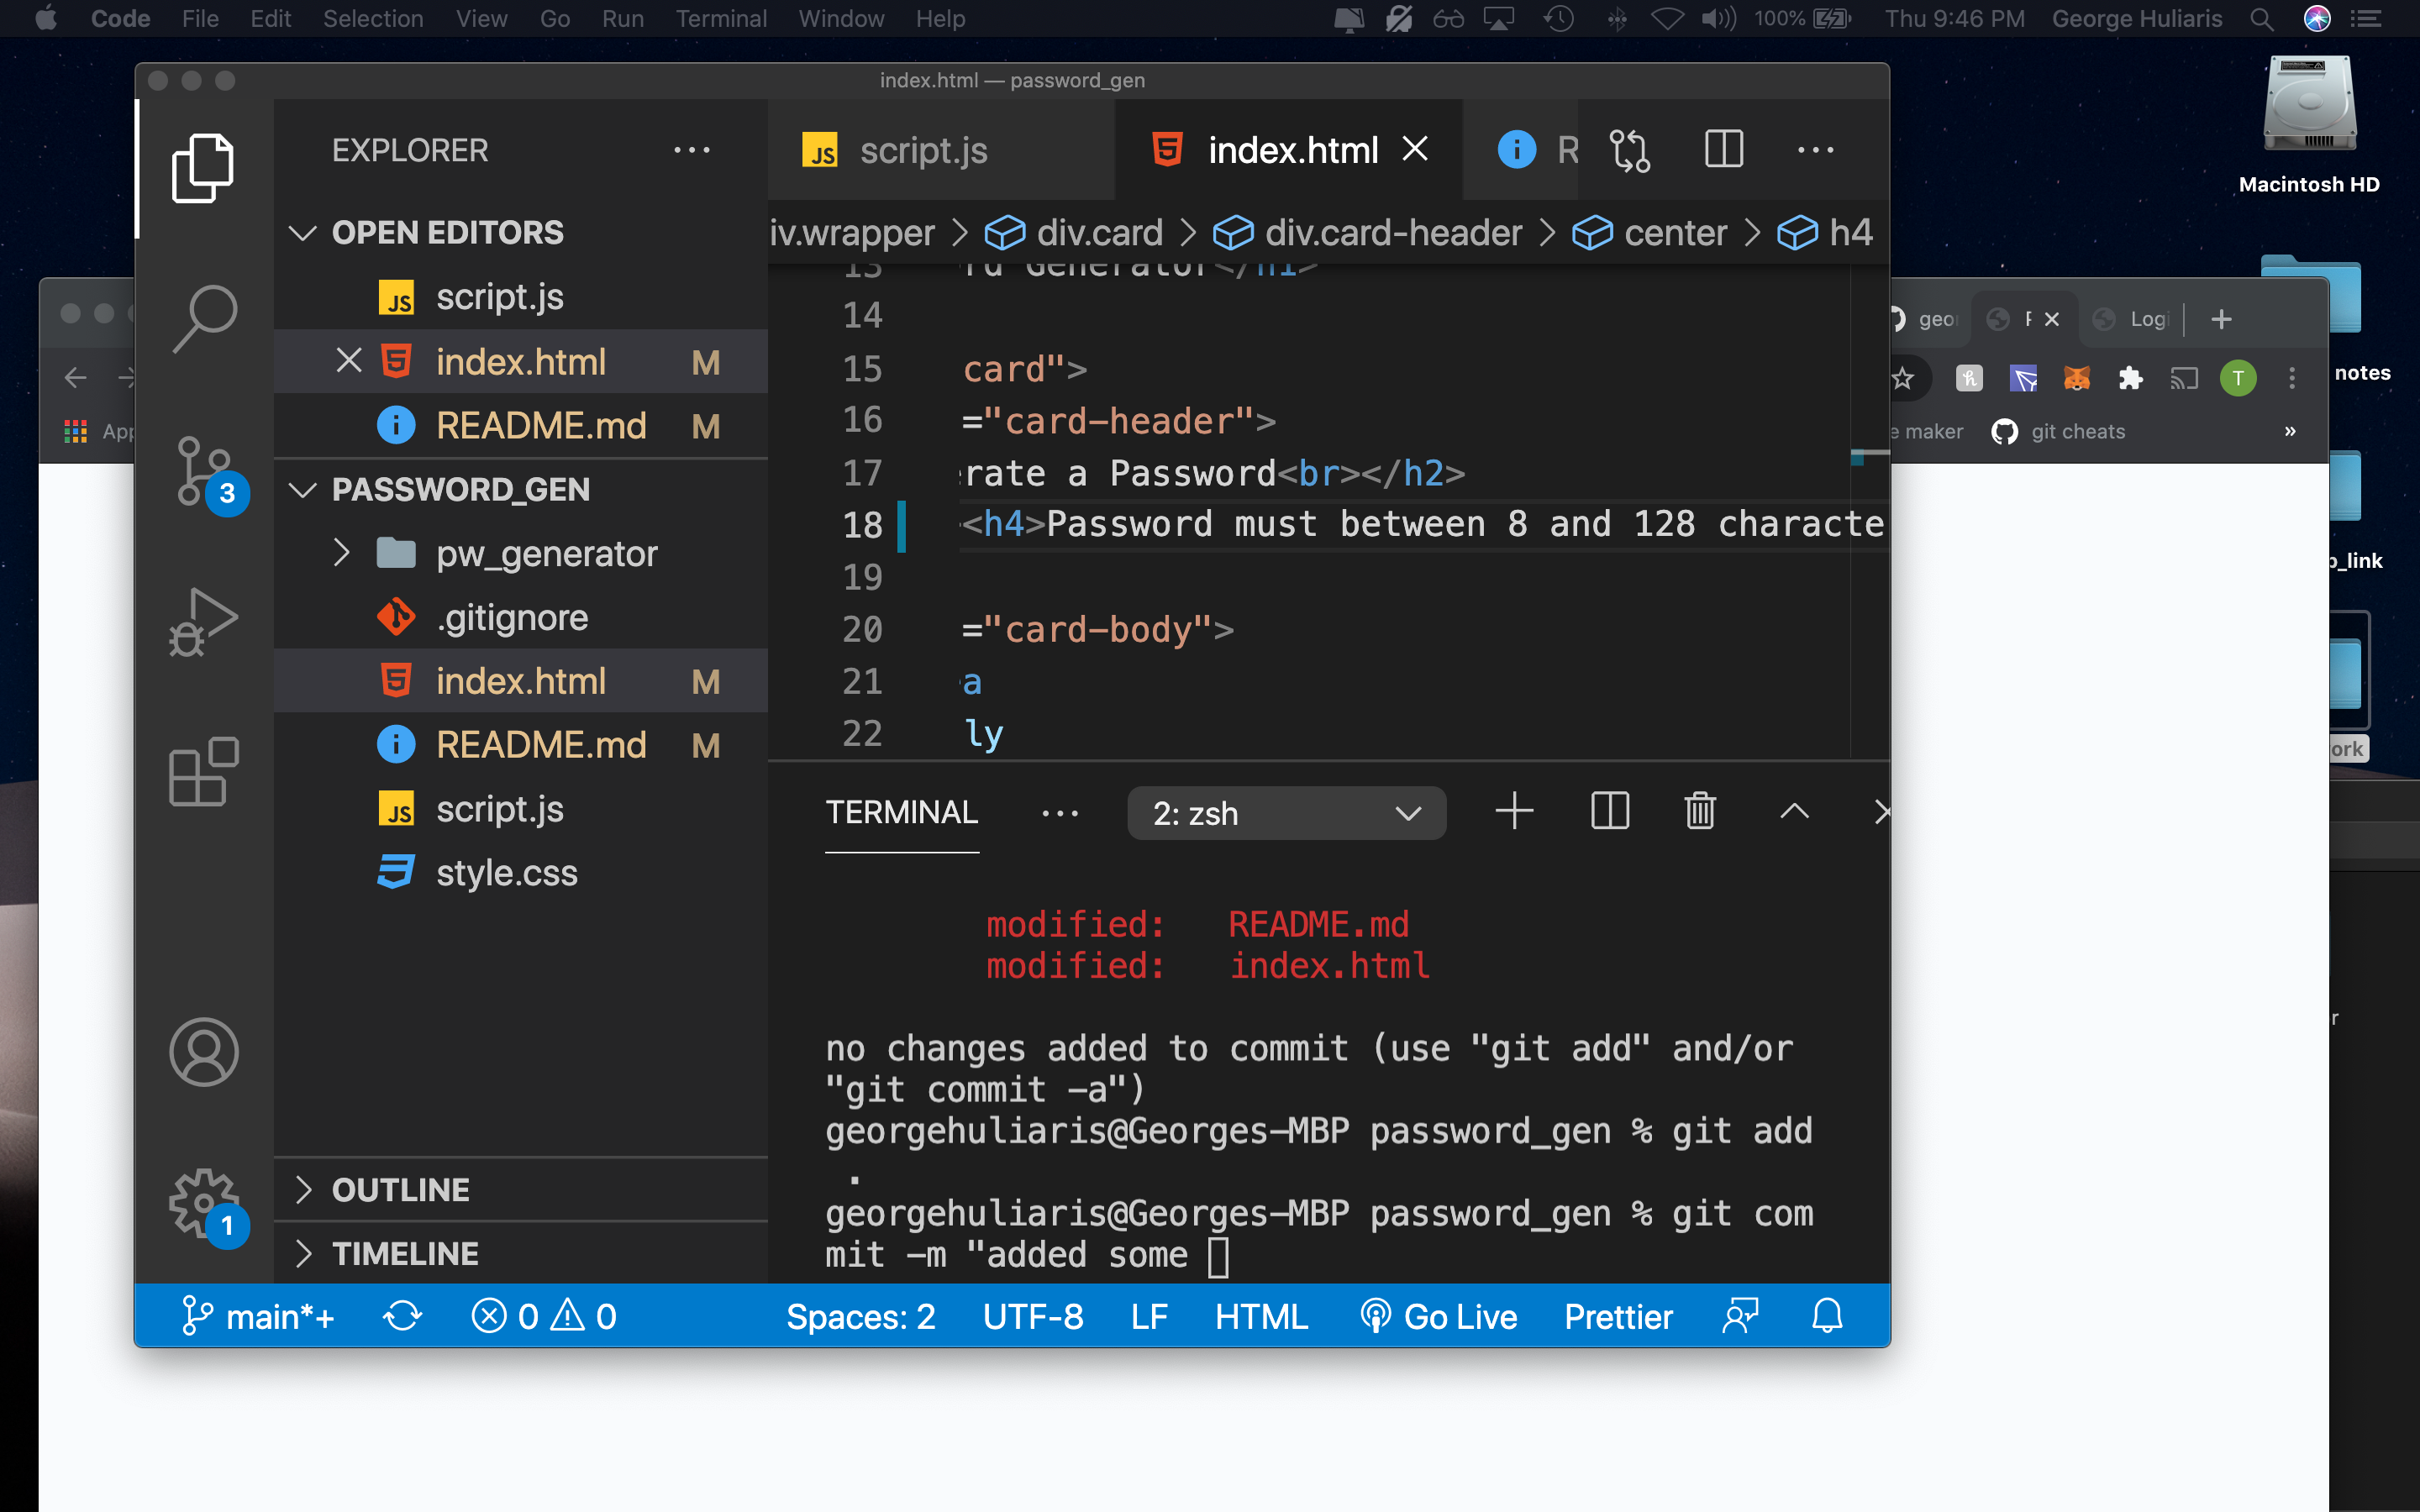 Code File Edit Selection View Go Run Terminal Window Help 100% Thu 9:46 PM George Huliaris
Macintosh HD
notes
index.html — password_gen
EXPLORER
OPEN EDITORS
JS script.js
index.html M
README.md M
PASSWORD_GEN
pw_generator
.gitignore
index.html M
README.md M
JS script.js
style.css
OUTLINE
TIMELINE
3
1
JS script.js index.html R
iv.wrapper > div.card > div.card-header > center > h4
13 rd Generator</h1>
14
15 card">
16 ="card-header">
17 rate a Password<br></h2>
18 <h4>Password must between 8 and 128 characte
19
20 ="card-body">
21 a
22 ly
TERMINAL 2: zsh
modified: README.md
modified: index.html
no changes added to commit (use "git add" and/or
"git commit -a")
georgehuliaris@Georges-MBP password_gen % git add
.
georgehuliaris@Georges-MBP password_gen % git com
mit -m "added some
main*+ 0 0 Spaces: 2 UTF-8 LF HTML Go Live Prettier
App
geo Logi
T
e maker git cheats »
_link
ork
r